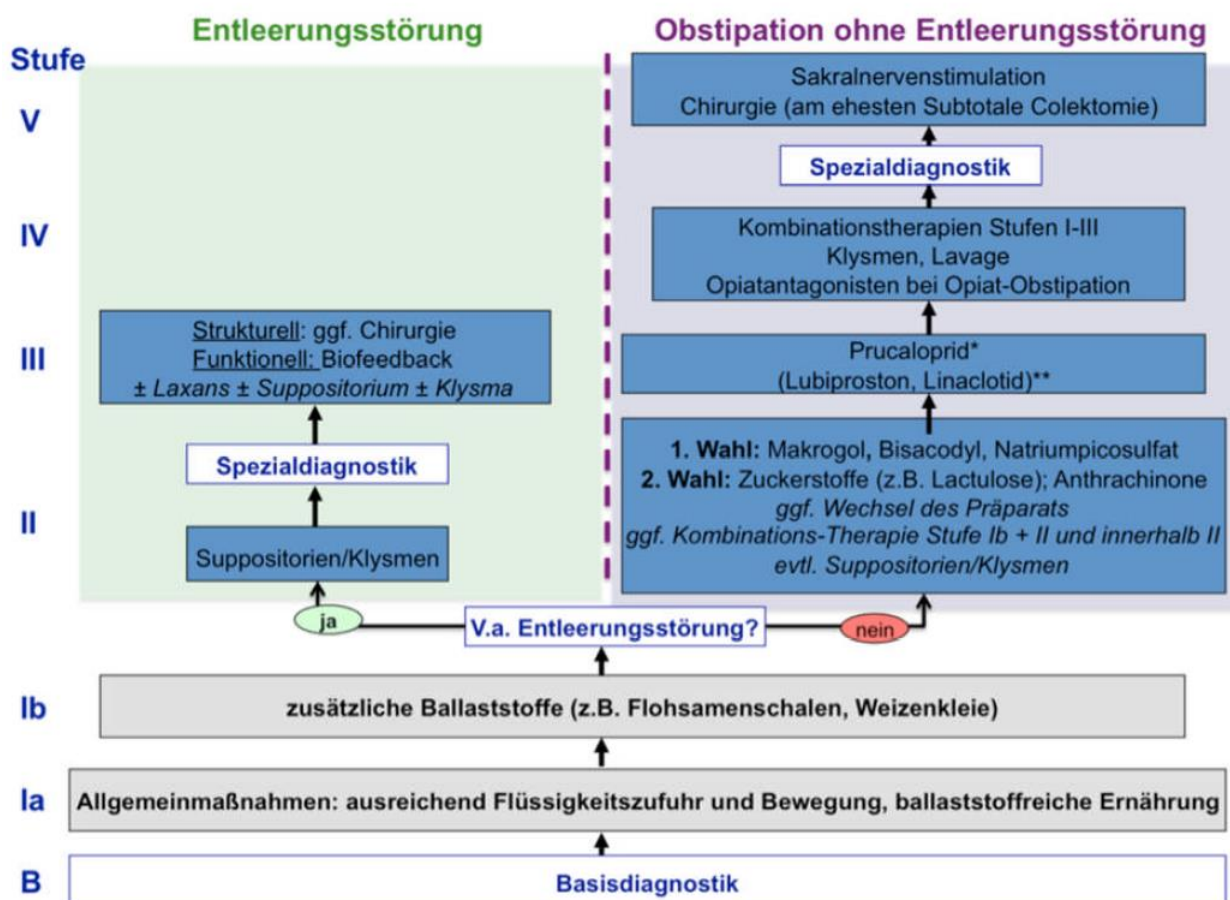 Entleerungsstörung
Obstipation ohne Entleerungsstörung
Stufe
V
Sakralnervenstimulation
Chirurgie (am ehesten Subtotale Colektomie)
Spezialdiagnostik
IV
Kombinationstherapien Stufen I-III
Klysmen, Lavage
Opiatantagonisten bei Opiat-Obstipation
III
Strukturell: ggf. Chirurgie
Funktionell: Biofeedback
± Laxans ± Suppositorium ± Klysma
Prucaloprid*
(Lubiproston, Linaclotid)**
Spezialdiagnostik
II
Suppositorien/Klysmen
1. Wahl: Makrogol, Bisacodyl, Natriumpicosulfat
2. Wahl: Zuckerstoffe (z.B. Lactulose); Anthrachinone
ggf. Wechsel des Präparats
ggf. Kombinations-Therapie Stufe Ib + II und innerhalb II
evtl. Suppositorien/Klysmen
ja
V.a. Entleerungsstörung?
nein
Ib
zusätzliche Ballaststoffe (z.B. Flohsamenschalen, Weizenkleie)
Ia
Allgemeinmaßnahmen: ausreichend Flüssigkeitszufuhr und Bewegung, ballaststoffreiche Ernährung
B
Basisdiagnostik